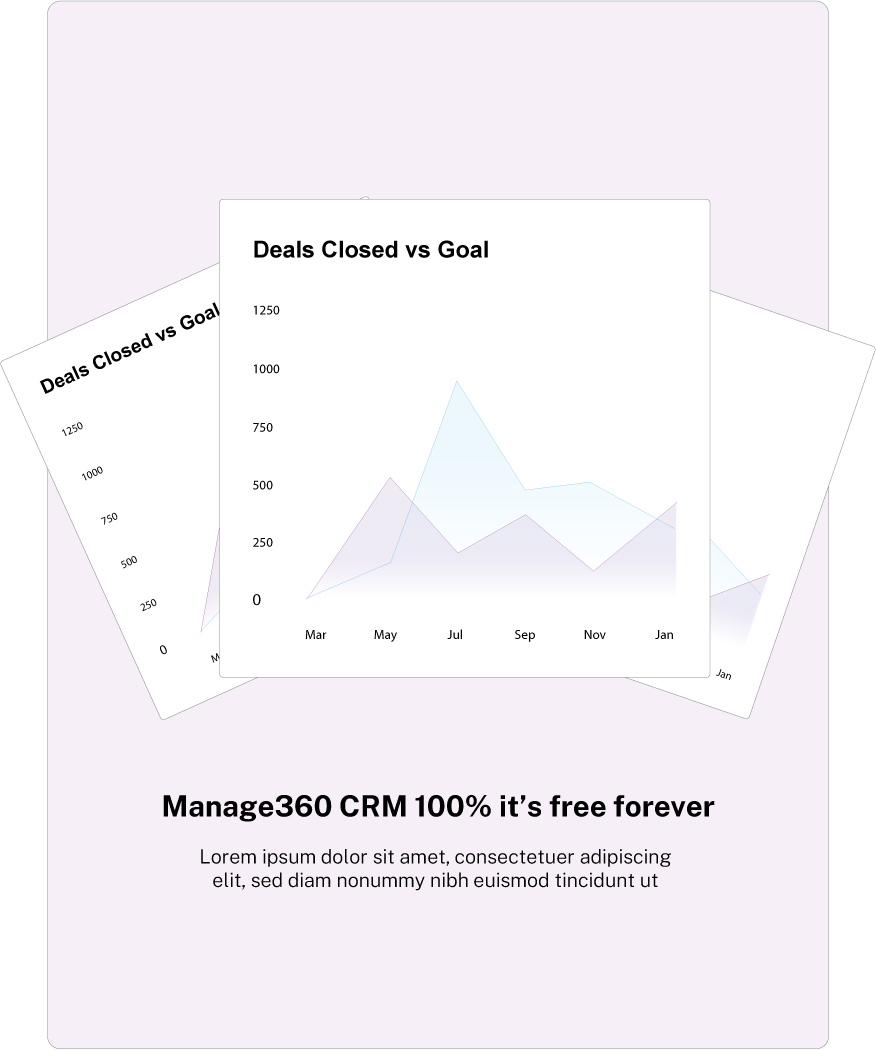 Deals Closed vs Goal
1250
1000
750
500
250
0
Mar
May
Jul
Sep
Nov
Jan
Deals Closed vs Goal
1250
1000
750
500
250
0
M
Jan
Manage360 CRM 100% it’s free forever
Lorem ipsum dolor sit amet, consectetuer adipiscing
elit, sed diam nonummy nibh euismod tincidunt ut